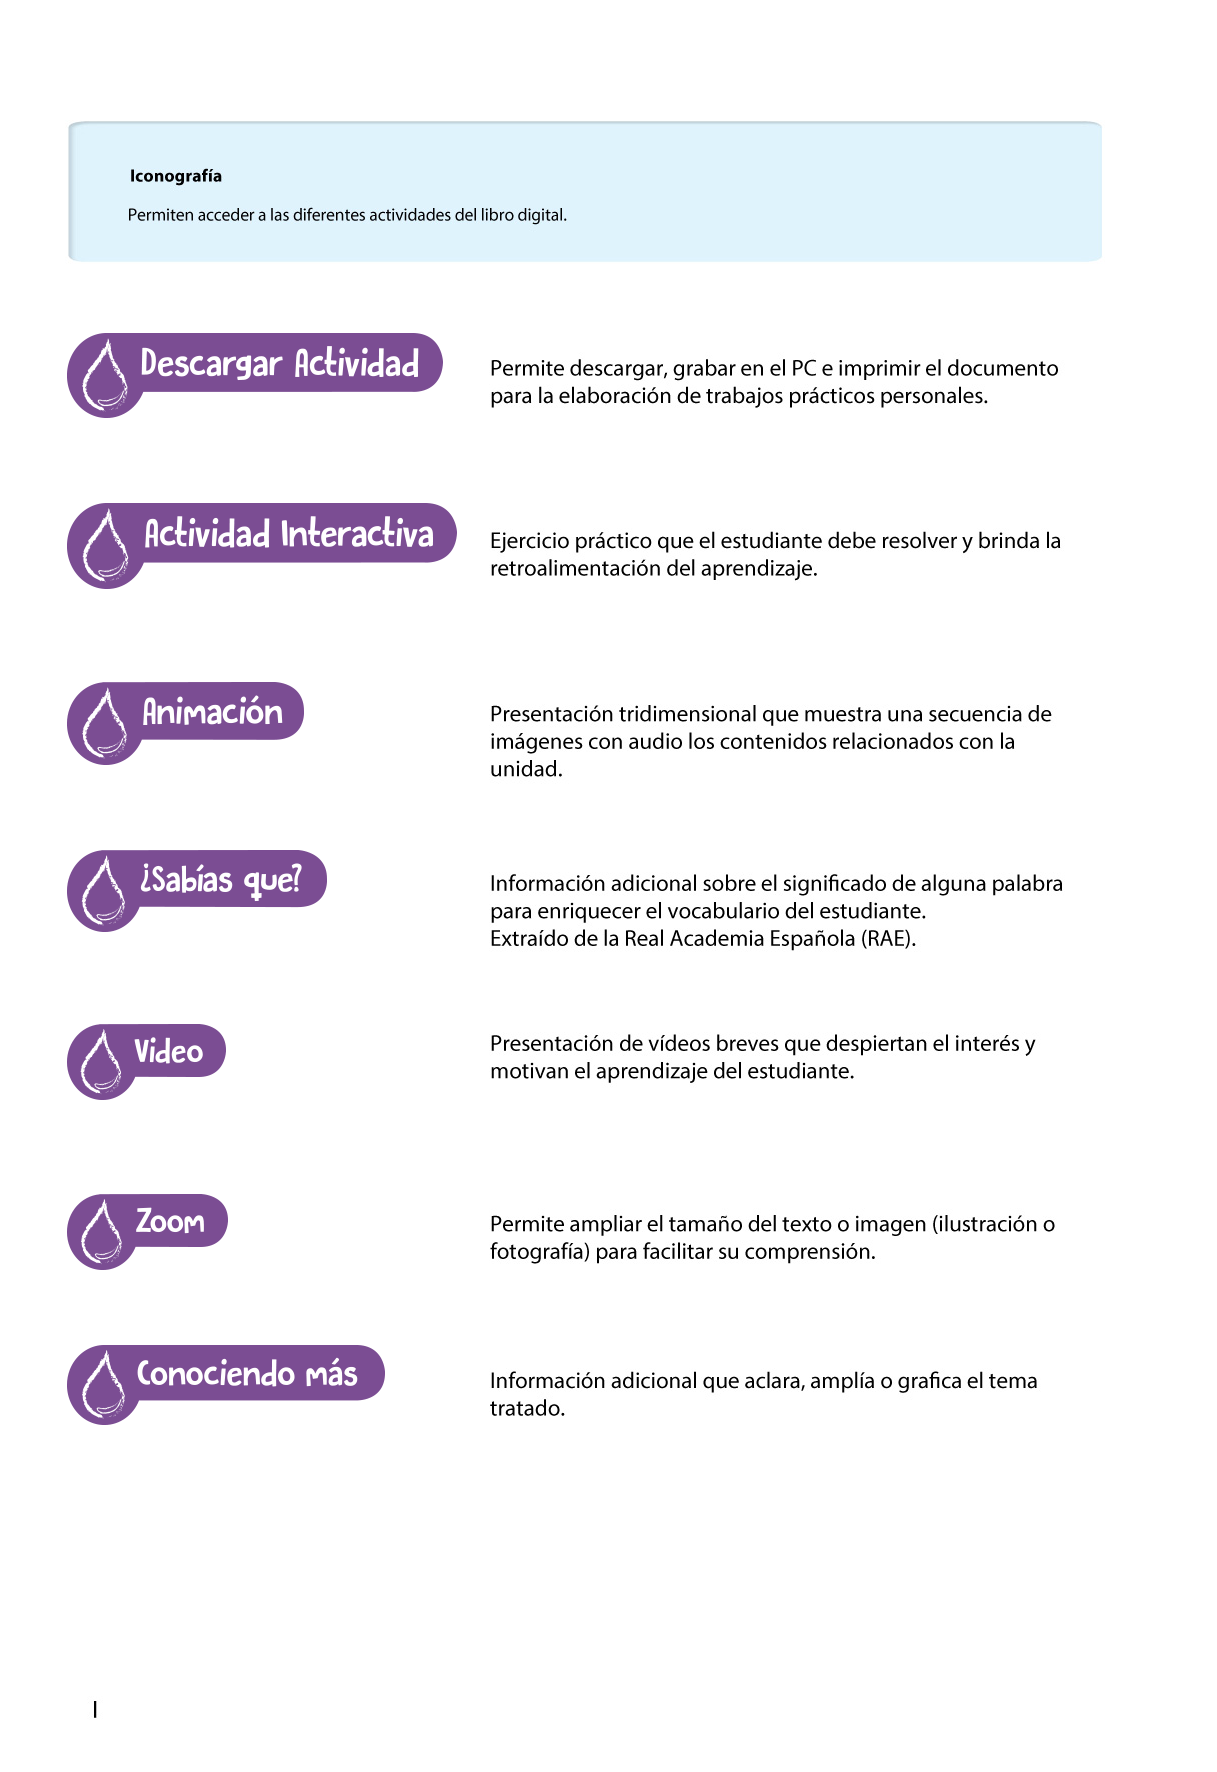 Iconografía
Permiten acceder a las diferentes actividades del libro digital.
Descargar Actividad
Permite descargar, grabar en el PC e imprimir el documento
para la elaboración de trabajos prácticos personales.
Actividad Interactiva
Ejercicio práctico que el estudiante debe resolver y brinda la
retroalimentación del aprendizaje.
Animación
Presentación tridimensional que muestra una secuencia de
imágenes con audio los contenidos relacionados con la
unidad.
¿Sabías que?
Información adicional sobre el significado de alguna palabra
para enriquecer el vocabulario del estudiante.
Extraído de la Real Academia Española (RAE).
Video
Presentación de vídeos breves que despiertan el interés y
motivan el aprendizaje del estudiante.
Zoom
Permite ampliar el tamaño del texto o imagen (ilustración o
fotografía) para facilitar su comprensión.
Conociendo más
Información adicional que aclara, amplía o grafica el tema
tratado.
I